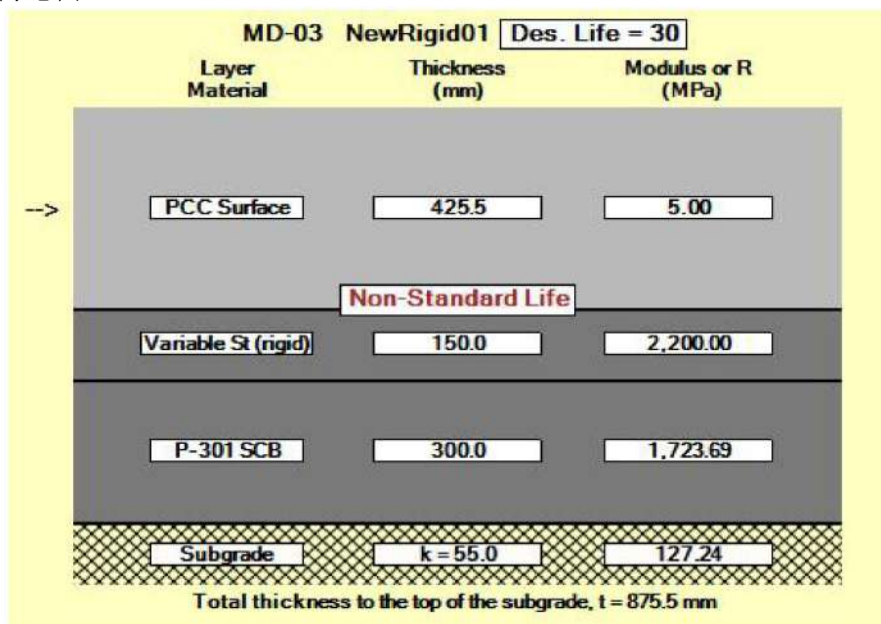 MD-03 NewRigid01 Des. Life = 30
Layer Material Thickness (mm) Modulus or R (MPa)
--> PCC Surface 425.5 5.00
Non-Standard Life
Variable St (rigid) 150.0 2,200.00
P-301 SCB 300.0 1,723.69
Subgrade k = 55.0 127.24
Total thickness to the top of the subgrade, t = 875.5 mm